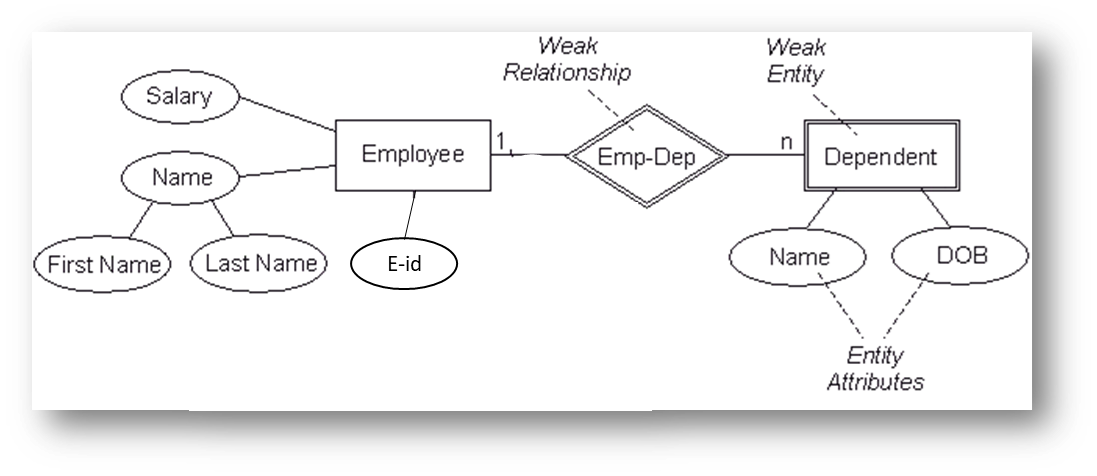 Weak
Relationship
Weak
Entity
Salary
Employee
1
Emp-Dep
n
Dependent
Name
First Name
Last Name
E-id
Name
DOB
Entity
Attributes